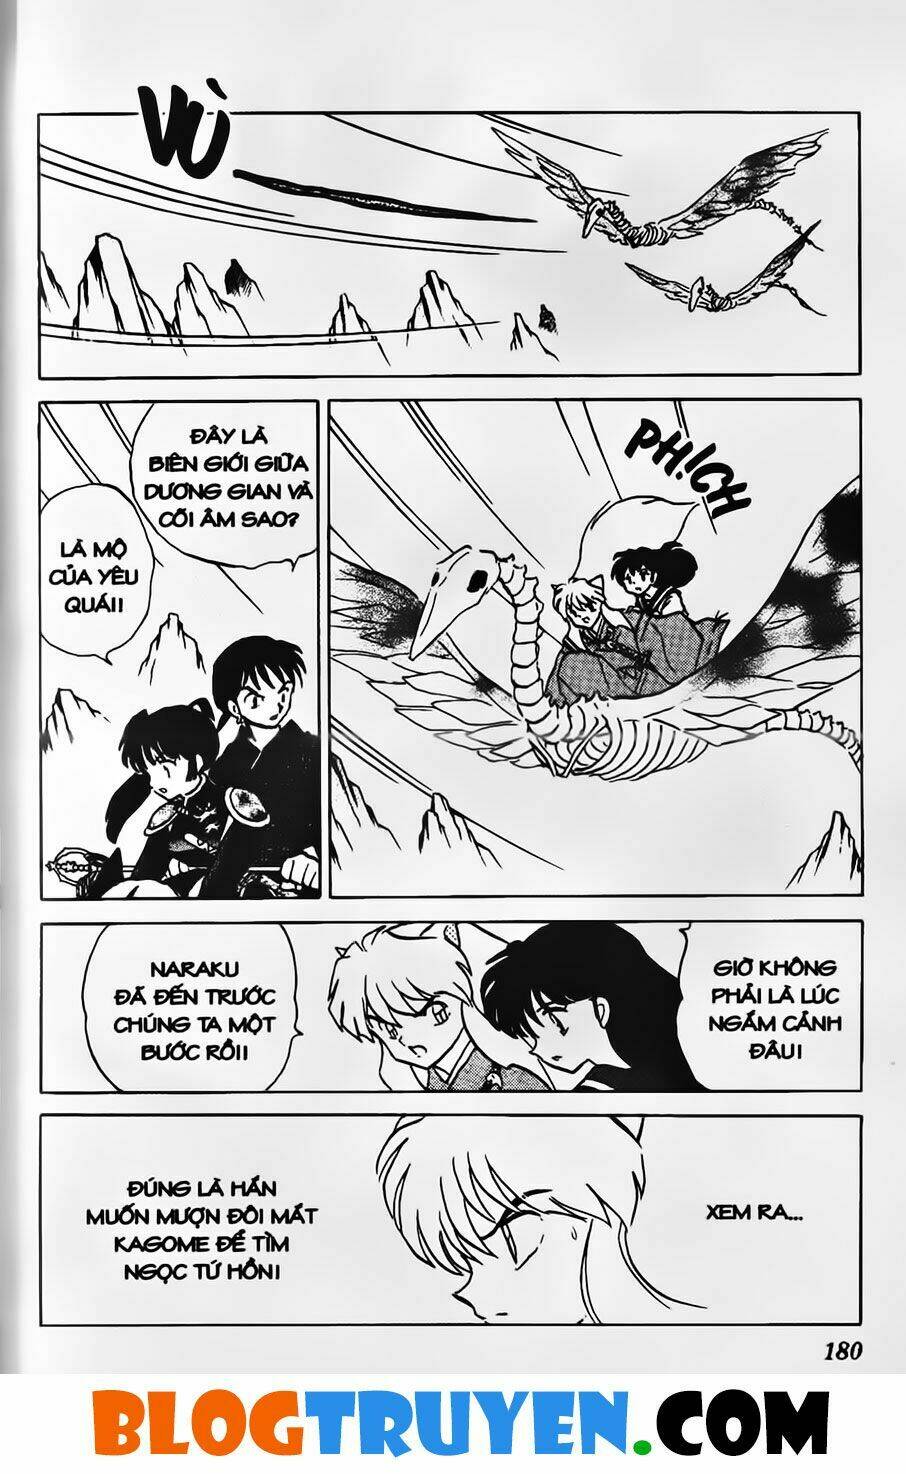 VÙ
PHỊCH
ĐÂY LÀ
BIÊN GIỚI GIỮA
DƯƠNG GIAN VÀ
CÕI ÂM SAO?
LÀ MỘ
CỦA YÊU
QUÁI!
GIỜ KHÔNG
PHẢI LÀ LÚC
NGẮM CẢNH
ĐÂU!
NARAKU
ĐÃ ĐẾN TRƯỚC
CHÚNG TA MỘT
BƯỚC RỒI!
XEM RA...
ĐÚNG LÀ HẮN
MUỐN MƯỢN ĐÔI MẮT
KAGOME ĐỂ TÌM
NGỌC TỨ HỒN!
180
BLOGTRUYEN.COM